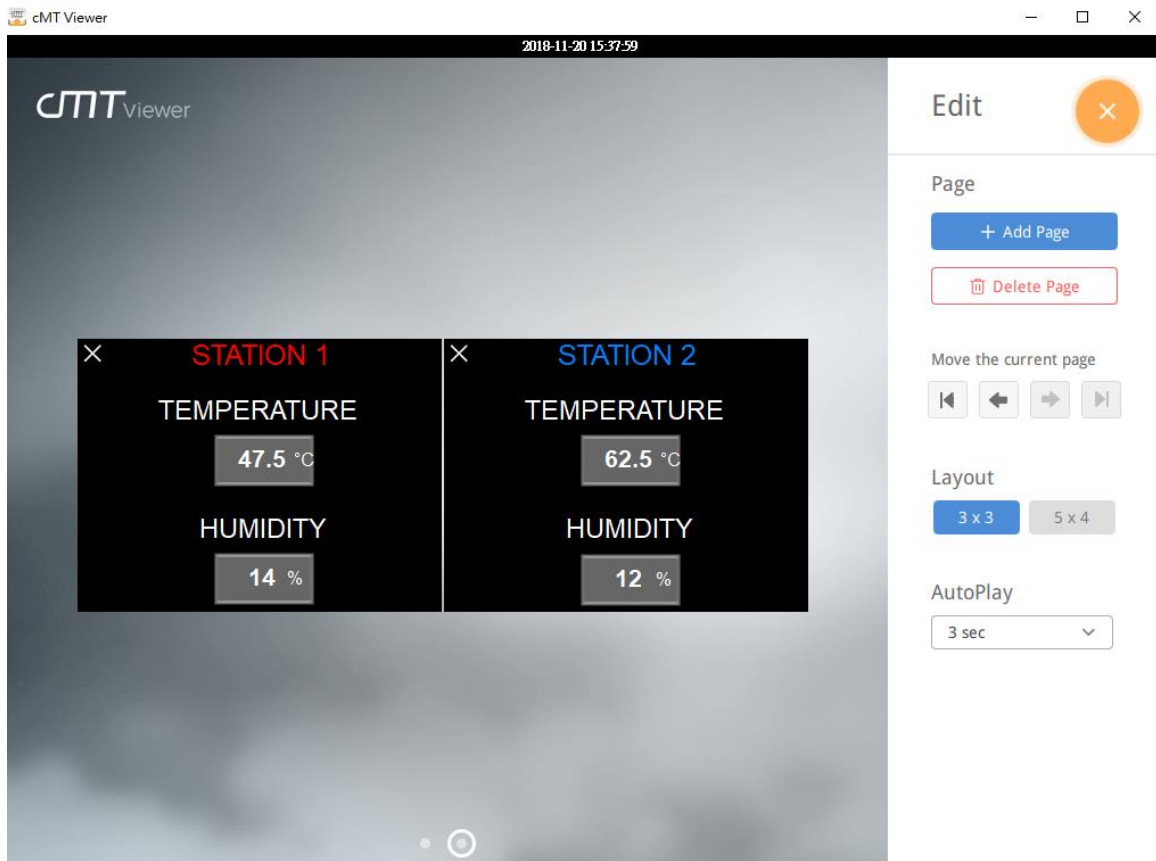 cMT Viewer
2018-11-20 15:37:59
cMT Viewer
Edit
Page
+ Add Page
Delete Page
Move the current page
Layout
3 x 3 5 x 4
AutoPlay
3 sec
STATION 1
TEMPERATURE
47.5 °C
HUMIDITY
14 %
STATION 2
TEMPERATURE
62.5 °C
HUMIDITY
12 %